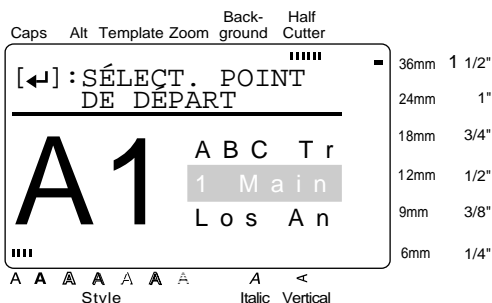 Caps Alt Template Zoom Back-ground Half Cutter
[↵]:SÉLECT. POINT
DE DÉPART
A1
ABC Tr
1 Main
Los An
36mm 1 1/2"
24mm 1"
18mm 3/4"
12mm 1/2"
9mm 3/8"
6mm 1/4"
A A A A A A A A A
Style Italic Vertical